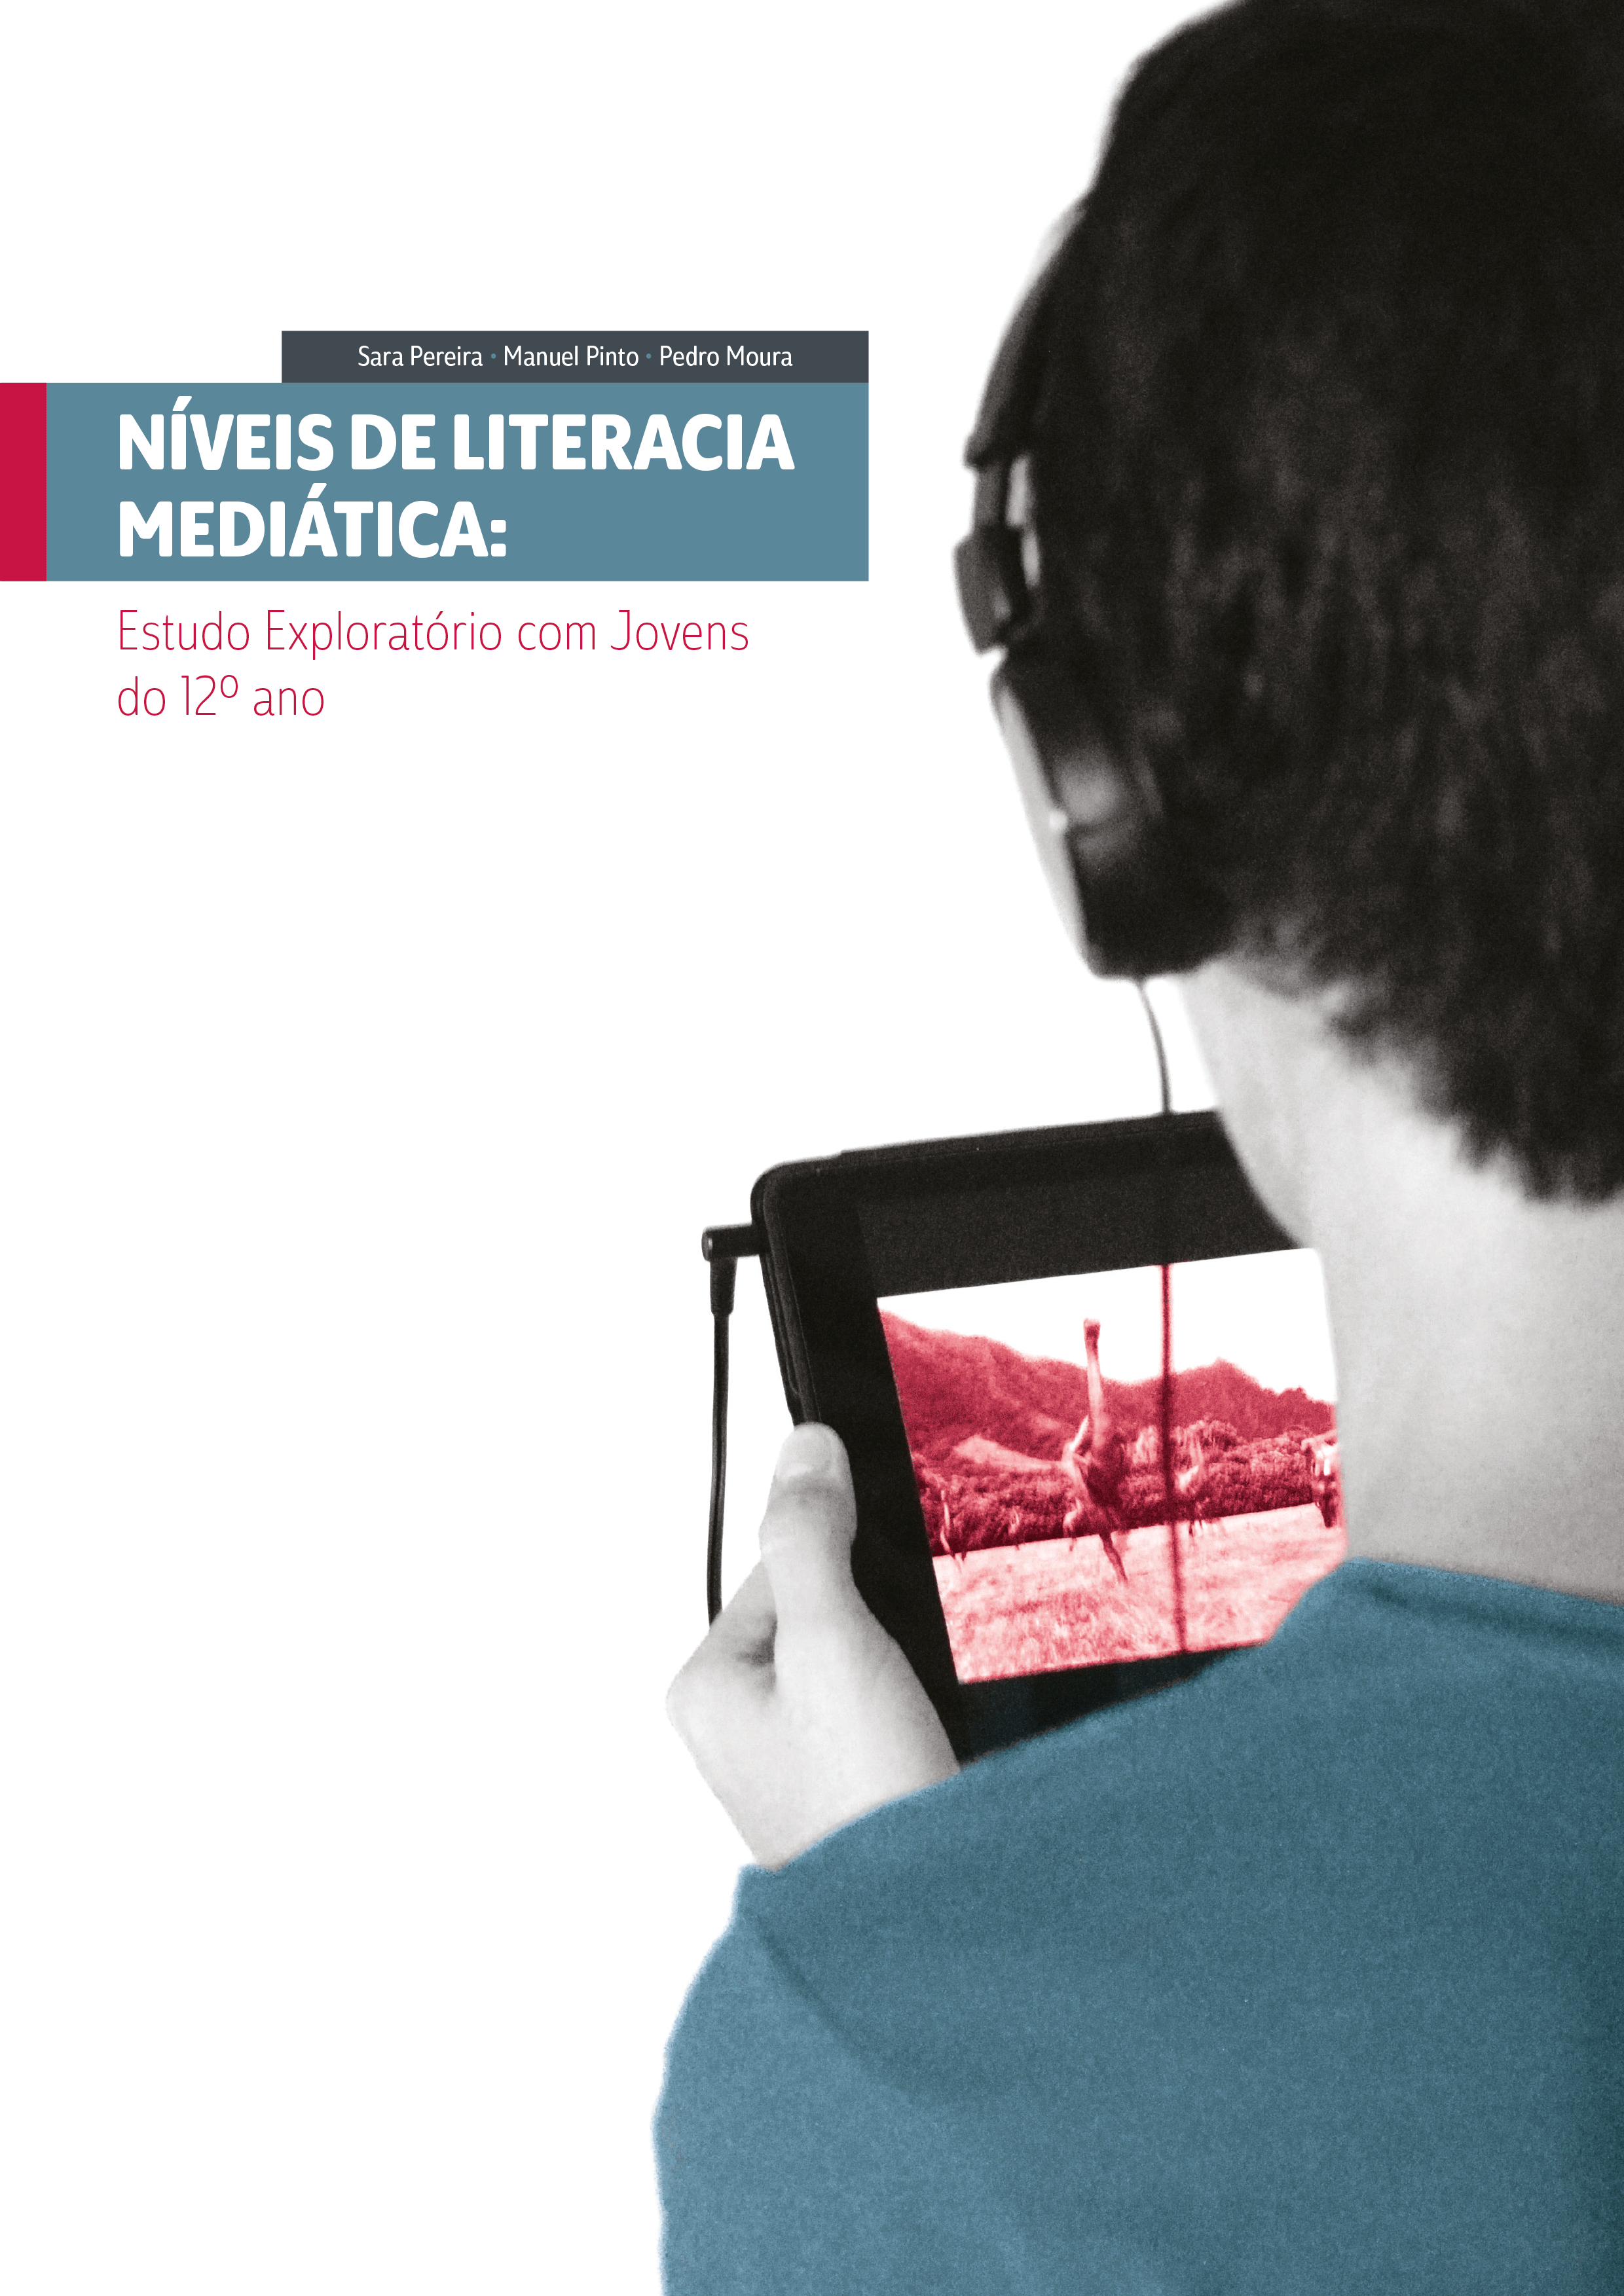 Sara Pereira • Manuel Pinto • Pedro Moura
NÍVEIS DE LITERACIA
MEDIÁTICA:
Estudo Exploratório com Jovens
do 12º ano